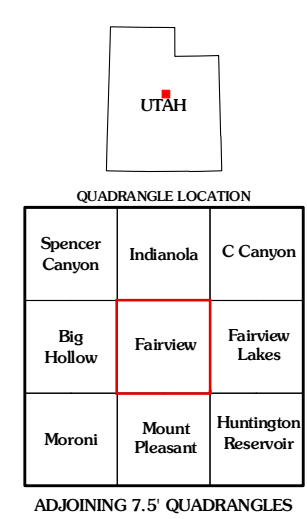 UTAH
QUADRANGLE LOCATION
Spencer
Canyon
Indianola
C Canyon
Big
Hollow
Fairview
Fairview
Lakes
Moroni
Mount
Pleasant
Huntington
Reservoir
ADJOINING 7.5' QUADRANGLES